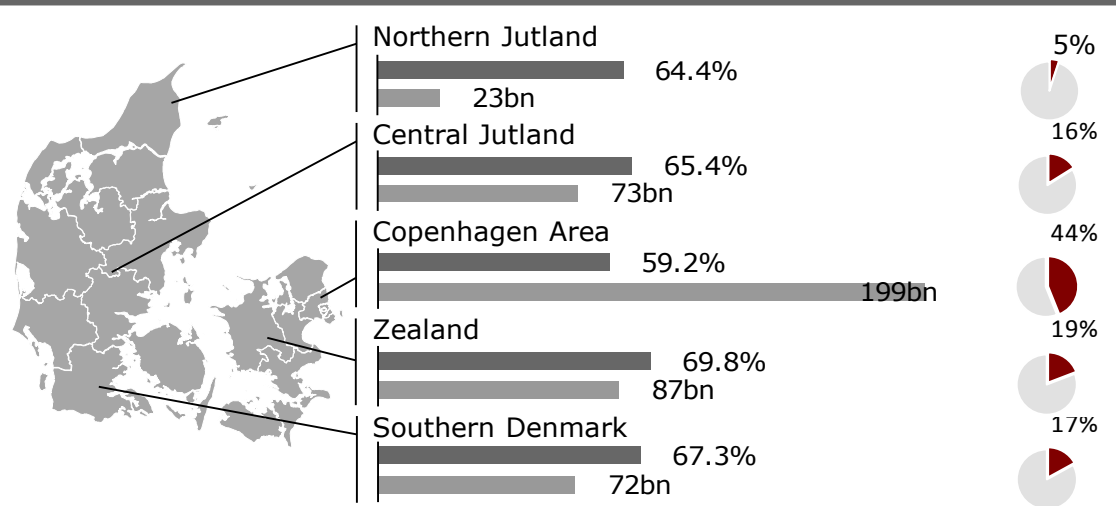 Northern Jutland
5%
64.4%
23bn
Central Jutland
16%
65.4%
73bn
Copenhagen Area
44%
59.2%
199bn
Zealand
19%
69.8%
87bn
Southern Denmark
17%
67.3%
72bn